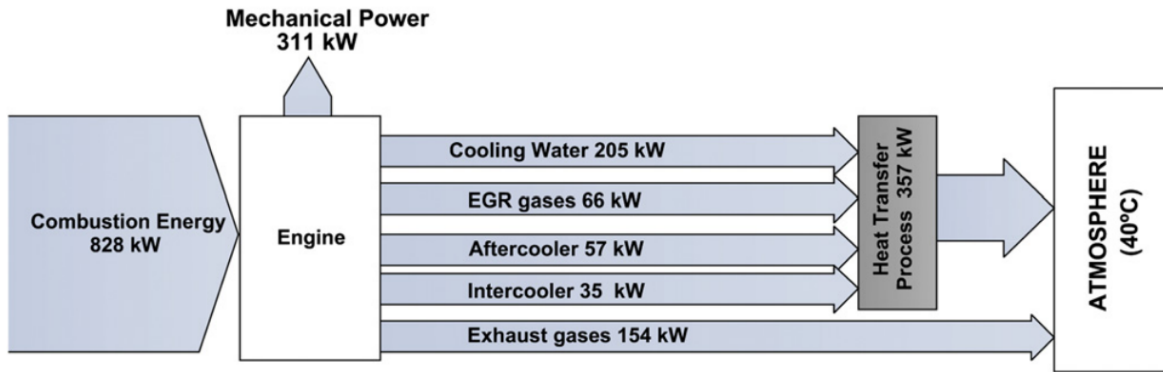 Mechanical Power
311 kW
Combustion Energy
828 kW
Engine
Cooling Water 205 kW
EGR gases 66 kW
Aftercooler 57 kW
Intercooler 35 kW
Exhaust gases 154 kW
Heat Transfer
Process 357 kW
ATMOSPHERE
(40ºC)